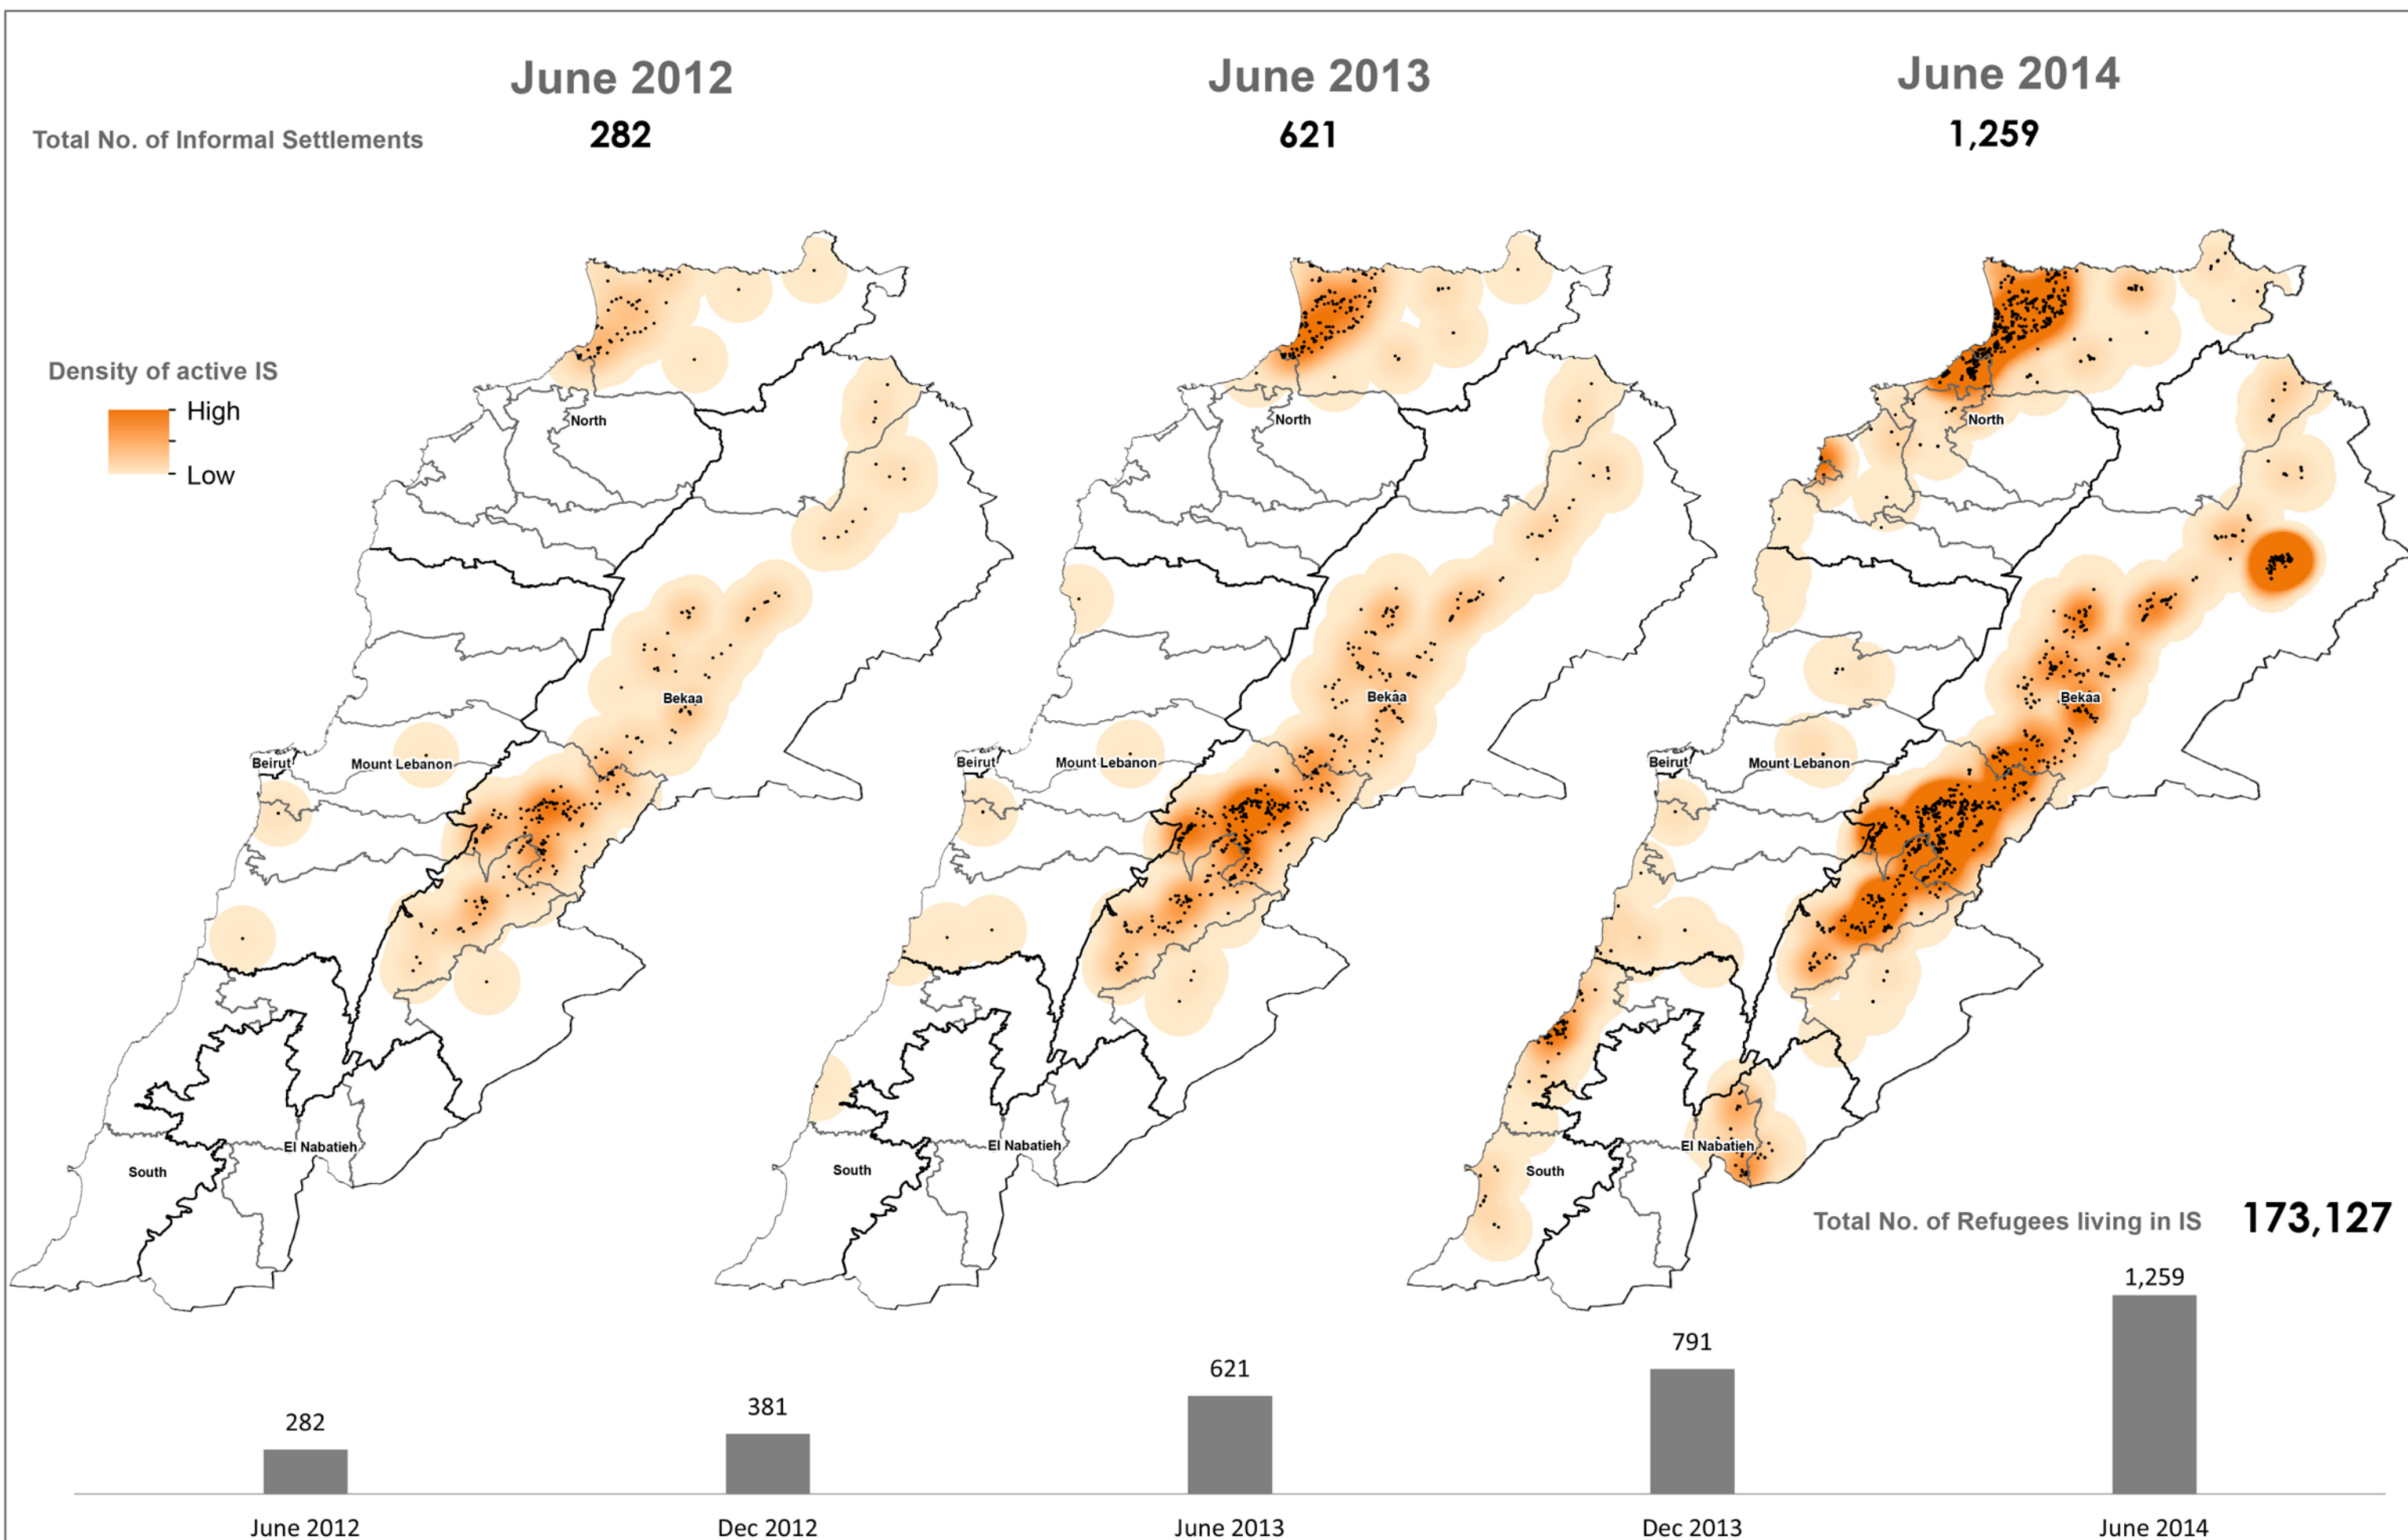 June 2012
June 2013
June 2014
Total No. of Informal Settlements
282
621
1,259
Density of active IS
High
Low
North
Bekaa
Beirut
Mount Lebanon
El Nabatieh
South
North
Bekaa
Beirut
Mount Lebanon
El Nabatieh
South
North
Bekaa
Beirut
Mount Lebanon
El Nabatieh
South
Total No. of Refugees living in IS
173,127
282
381
621
791
1,259
June 2012
Dec 2012
June 2013
Dec 2013
June 2014